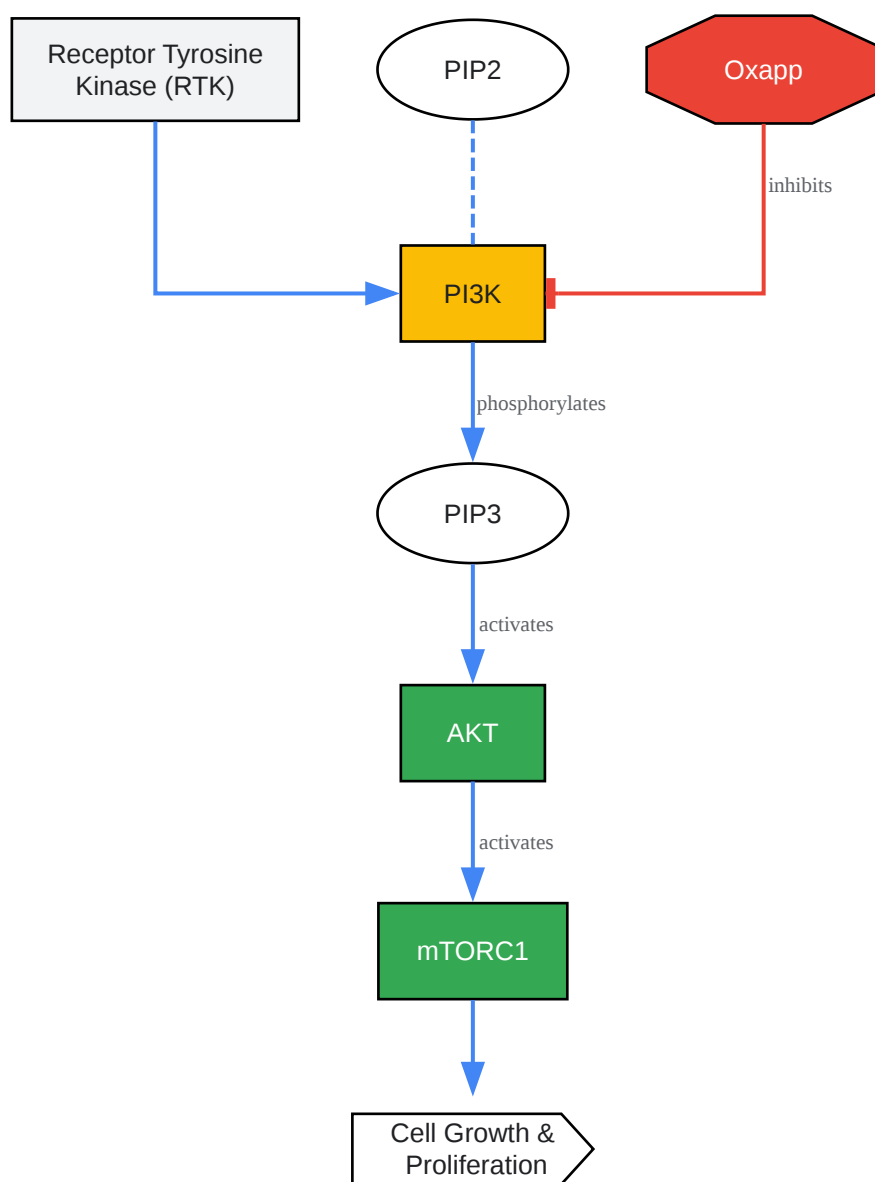 Receptor Tyrosine
Kinase (RTK)
PIP2
Oxapp
inhibits
PI3K
phosphorylates
PIP3
activates
AKT
activates
mTORC1
Cell Growth &
Proliferation